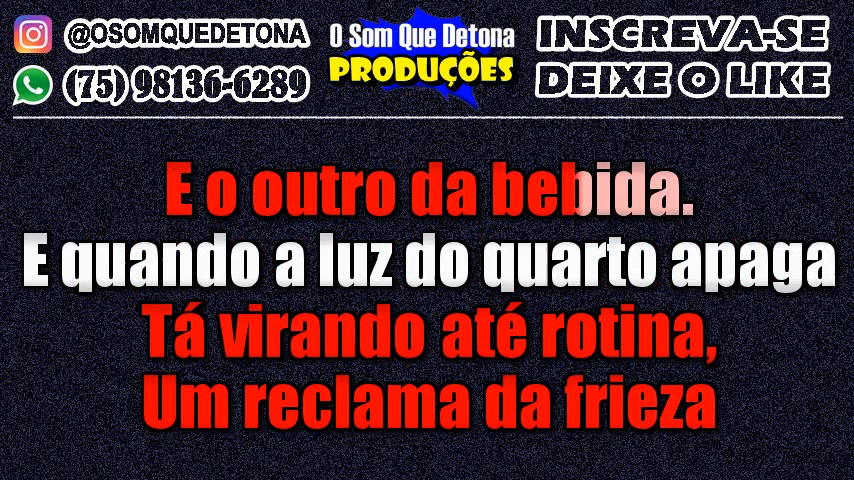 @OSOMQUEDETONA
(75) 98136-6289
O Som Que Detona
PRODUÇÕES
INSCREVA-SE
DEIXE O LIKE
E o outro da bebida.
E quando a luz do quarto apaga
Tá virando até rotina,
Um reclama da frieza